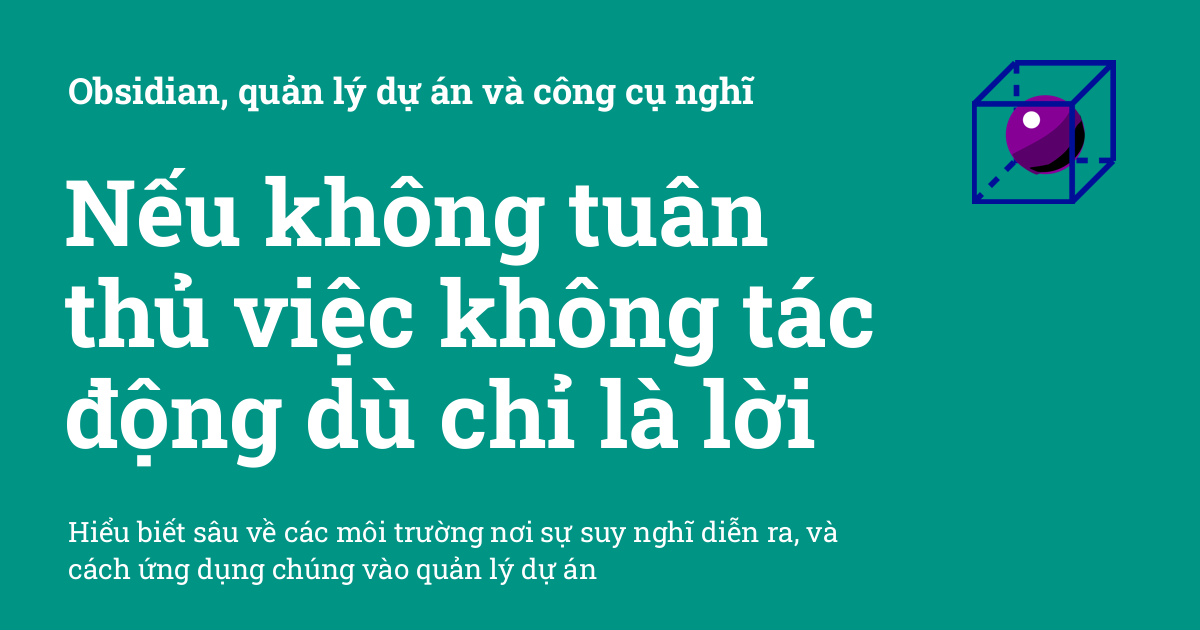 Obsidian, quản lý dự án và công cụ nghĩ
Nếu không tuân
thủ việc không tác
động dù chỉ là lời
Hiểu biết sâu về các môi trường nơi sự suy nghĩ diễn ra, và
cách ứng dụng chúng vào quản lý dự án